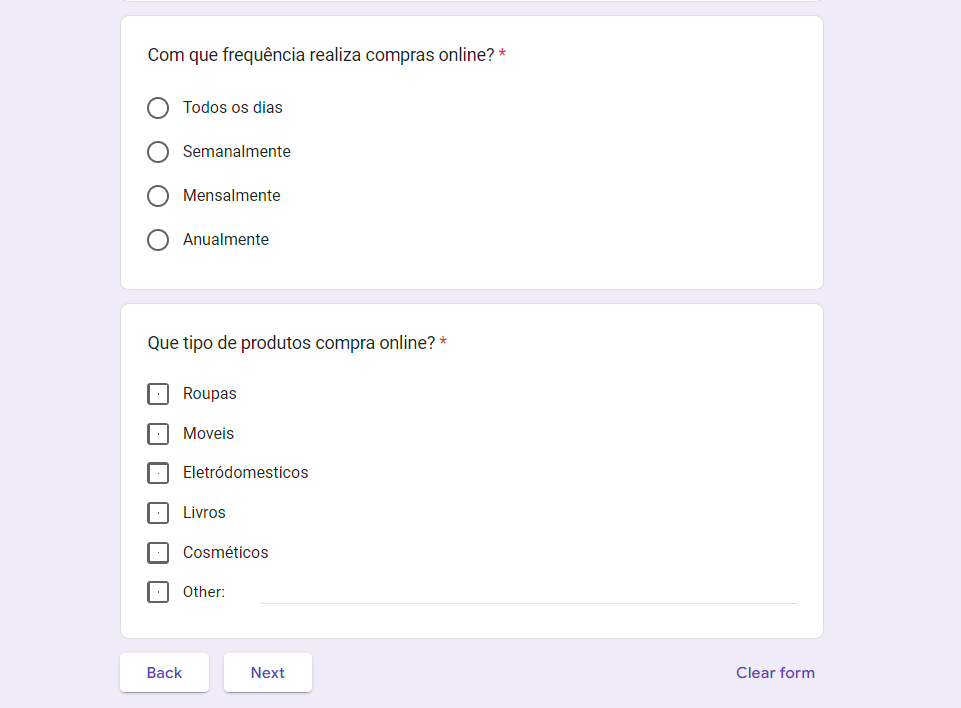 Com que frequência realiza compras online? *
Todos os dias
Semanalmente
Mensalmente
Anualmente
Que tipo de produtos compra online? *
Roupas
Moveis
Eletródomesticos
Livros
Cosméticos
Other:
Back Next Clear form